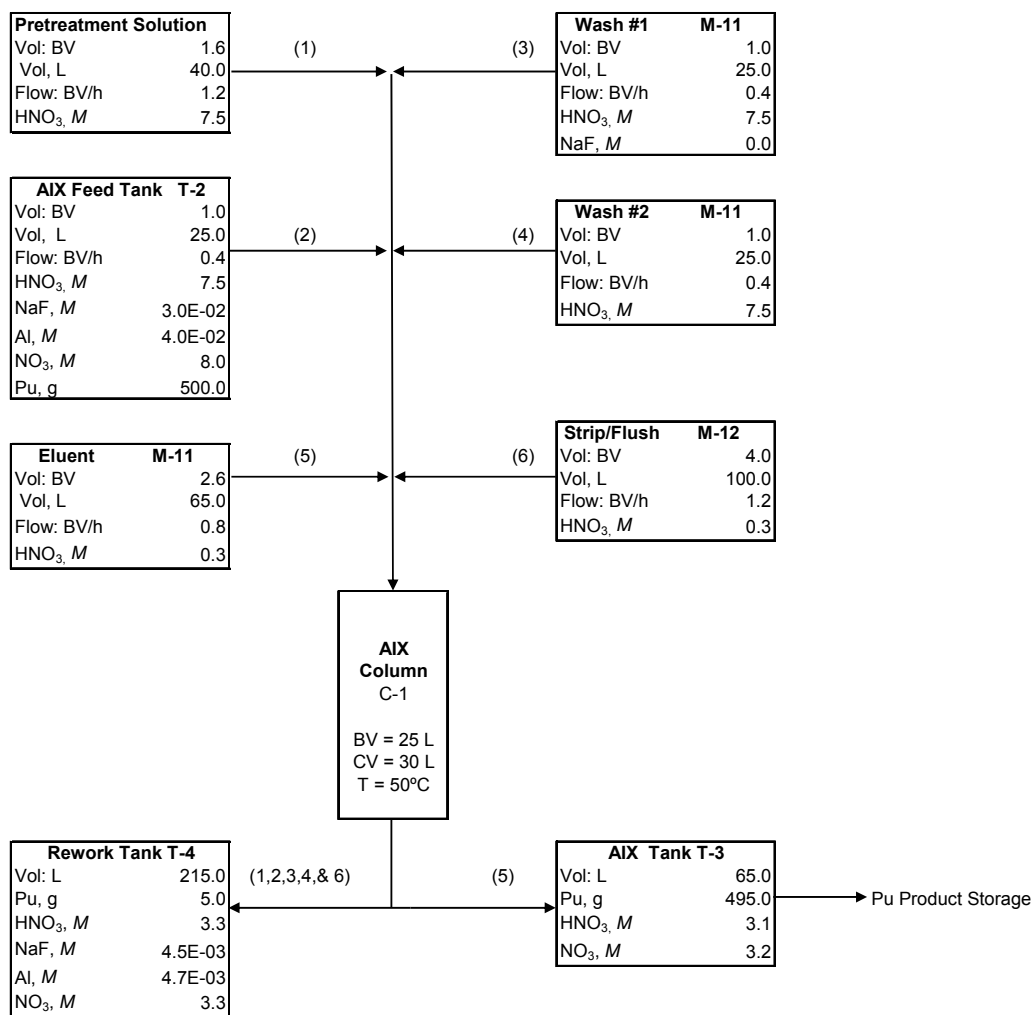 Pretreatment Solution
Vol: BV 1.6
Vol, L 40.0
Flow: BV/h 1.2
HNO3, M 7.5
(1)
(3)
Wash #1 M-11
Vol: BV 1.0
Vol, L 25.0
Flow: BV/h 0.4
HNO3, M 7.5
NaF, M 0.0
AIX Feed Tank T-2
Vol: BV 1.0
Vol, L 25.0
Flow: BV/h 0.4
HNO3, M 7.5
NaF, M 3.0E-02
Al, M 4.0E-02
NO3, M 8.0
Pu, g 500.0
(2)
(4)
Wash #2 M-11
Vol: BV 1.0
Vol, L 25.0
Flow: BV/h 0.4
HNO3, M 7.5
Eluent M-11
Vol: BV 2.6
Vol, L 65.0
Flow: BV/h 0.8
HNO3, M 0.3
(5)
(6)
Strip/Flush M-12
Vol: BV 4.0
Vol, L 100.0
Flow: BV/h 1.2
HNO3, M 0.3
AIX
Column
C-1
BV = 25 L
CV = 30 L
T = 50ºC
Rework Tank T-4
Vol: L 215.0
Pu, g 5.0
HNO3, M 3.3
NaF, M 4.5E-03
Al, M 4.7E-03
NO3, M 3.3
(1,2,3,4,& 6)
(5)
AIX Tank T-3
Vol: L 65.0
Pu, g 495.0
HNO3, M 3.1
NO3, M 3.2
Pu Product Storage